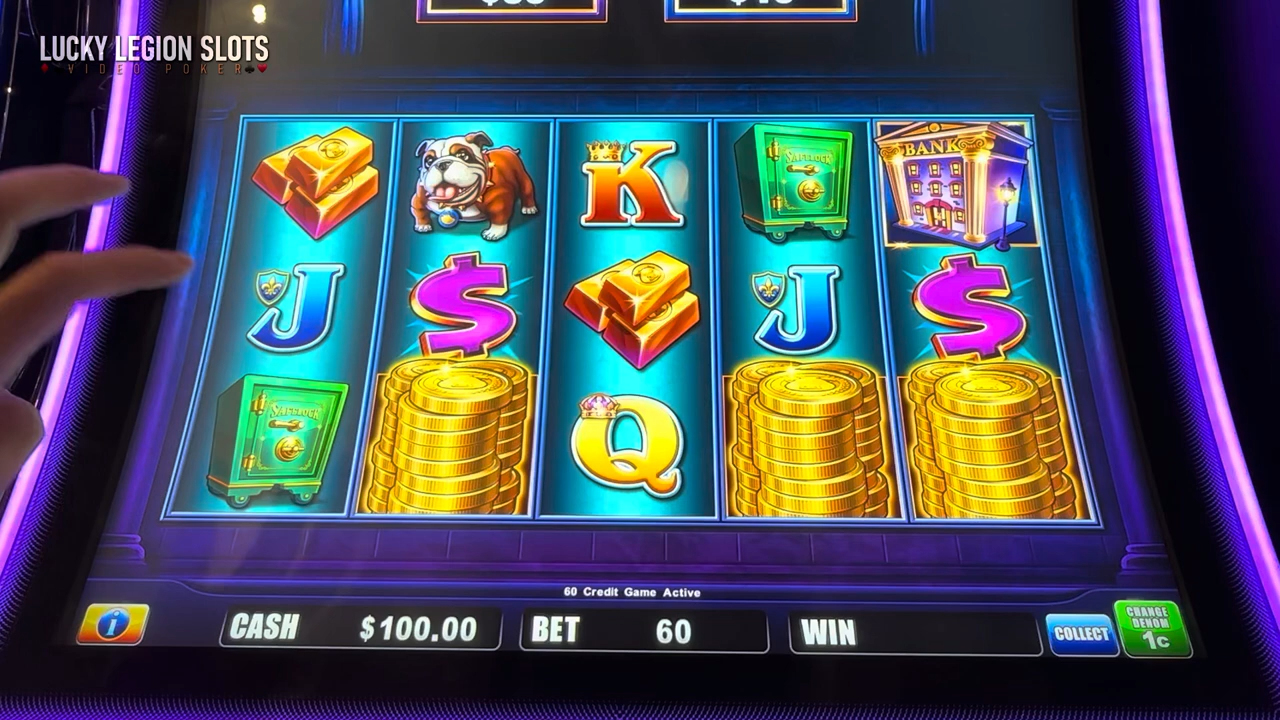 LUCKY LEGION SLOTS
VIDEO POKER
K
SAFELOCK
BANK
J
J
$
$
SAFELOCK
Q
60 Credit Game Active
CASH $100.00 BET 60 WIN
COLLECT
CHANGE
DENOM
1c
i